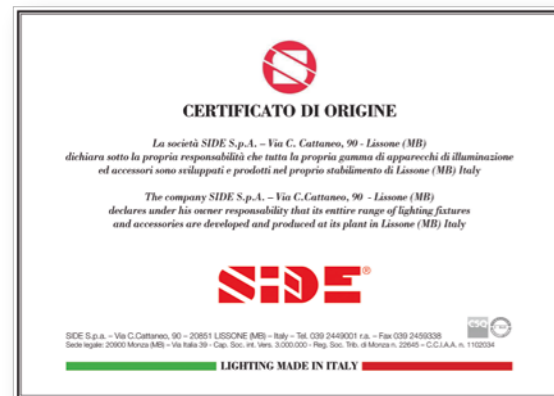 CERTIFICATO DI ORIGINE
La società SIDE S.p.A. – Via C. Cattaneo, 90 - Lissone (MB)
dichiara sotto la propria responsabilità che tutta la propria gamma di apparecchi di illuminazione
ed accessori sono sviluppati e prodotti nel proprio stabilimento di Lissone (MB) Italy
The company SIDE S.p.A. – Via C.Cattaneo, 90 - Lissone (MB)
declares under his owner responsability that its enttire range of lighting fixtures
and accessories are developed and produced at its plant in Lissone (MB) Italy
SIDE®
CSQ
SIDE S.p.a. – Via C.Cattaneo, 90 – 20851 LISSONE (MB) – Italy – Tel. 039 2449001 r.a. – Fax 039 2459338
Sede legale: 20900 Monza (MB) – Via Italia 39 - Cap. Soc. int. Vers. 3.000.000 - Reg. Soc. Trib. di Monza n. 22645 – C.C.I.A.A. n. 1102034
LIGHTING MADE IN ITALY